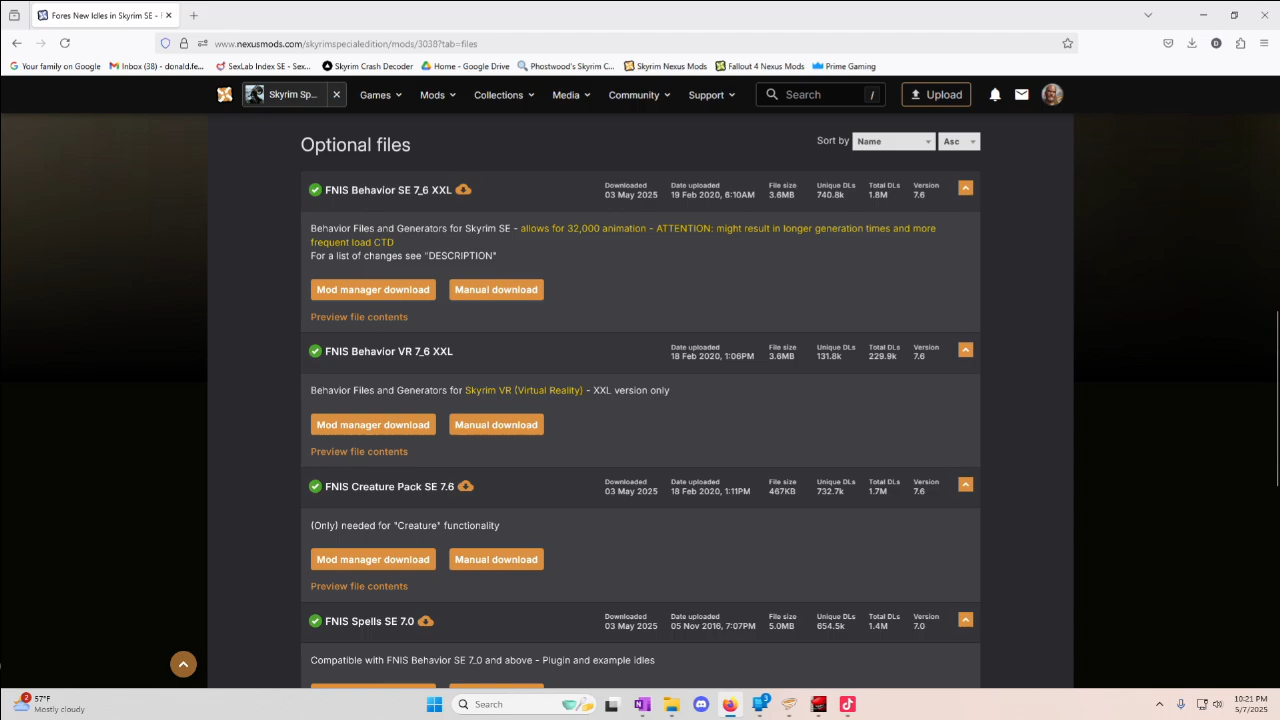 Fores New Idles in Skyrim SE -
www.nexusmods.com/skyrimspecialedition/mods/3038?tab=files
Your family on Google
Inbox (38) - donald.fe...
SexLab Index SE - Sex...
Skyrim Crash Decoder
Home - Google Drive
Phostwood's Skyrim C...
Skyrim Nexus Mods
Fallout 4 Nexus Mods
Prime Gaming
Skyrim Sp...
Games
Mods
Collections
Media
Community
Support
Search /
Upload
Optional files
Sort by Name Asc
FNIS Behavior SE 7_6 XXL
Downloaded Date uploaded File size Unique DLs Total DLs Version
03 May 2025 19 Feb 2020, 6:10AM 3.6MB 740.8k 1.8M 7.6
Behavior Files and Generators for Skyrim SE - allows for 32,000 animation - ATTENTION: might result in longer generation times and more
frequent load CTD
For a list of changes see "DESCRIPTION"
Mod manager download Manual download
Preview file contents
FNIS Behavior VR 7_6 XXL
Date uploaded File size Unique DLs Total DLs Version
18 Feb 2020, 1:06PM 3.6MB 131.8k 229.9k 7.6
Behavior Files and Generators for Skyrim VR (Virtual Reality) - XXL version only
Mod manager download Manual download
Preview file contents
FNIS Creature Pack SE 7.6
Downloaded Date uploaded File size Unique DLs Total DLs Version
03 May 2025 18 Feb 2020, 1:11PM 467KB 732.7k 1.7M 7.6
(Only) needed for "Creature" functionality
Mod manager download Manual download
Preview file contents
FNIS Spells SE 7.0
Downloaded Date uploaded File size Unique DLs Total DLs Version
03 May 2025 05 Nov 2016, 7:07PM 5.0MB 654.5k 1.4M 7.0
Compatible with FNIS Behavior SE 7_0 and above - Plugin and example idles
2
57°F
Mostly cloudy
Search
3
10:21 PM
5/7/2025